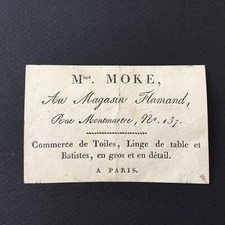 Mme. MOKE,
Au Magasin Flamand,
Rue Montmartre, No. 137.
Commerce de Toiles, Linge de table et
Batistes, en gros et en détail.
A PARIS.